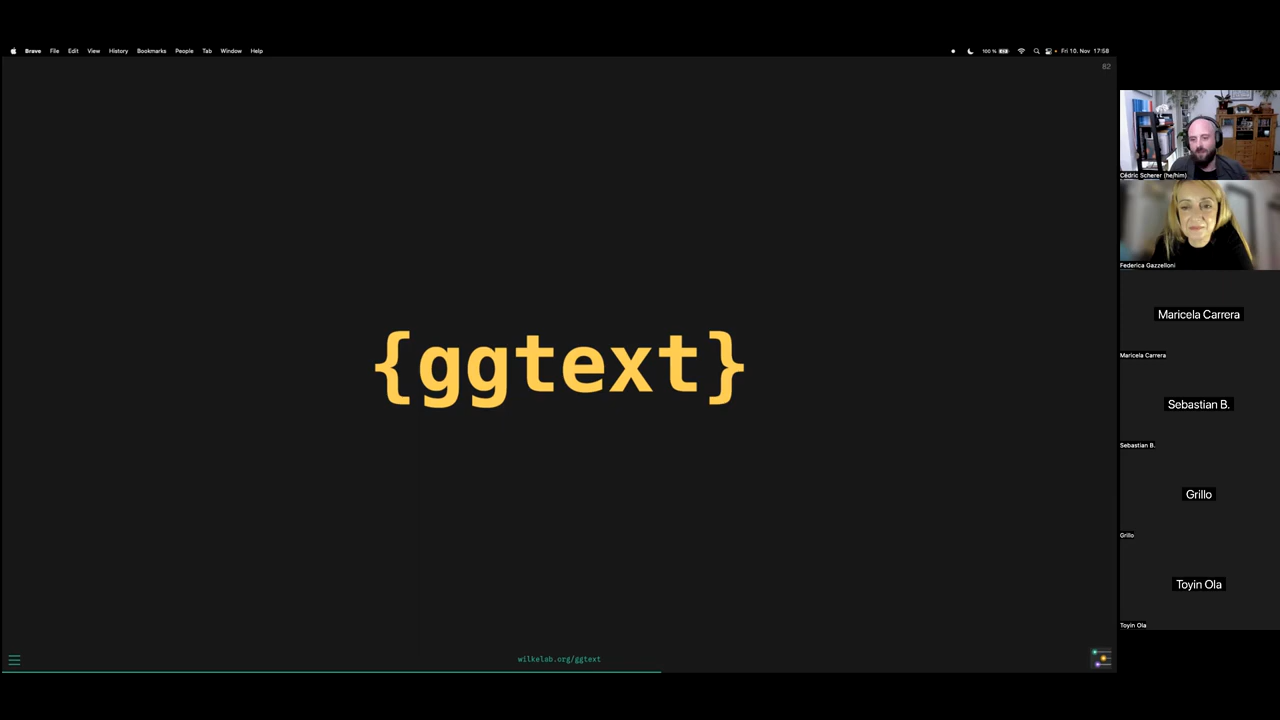 Brave File Edit View History Bookmarks People Tab Window Help
100 % Fri 10. Nov 17:58
82
{ggtext}
wilkelab.org/ggtext
Cédric Scherer (he/him)
Federica Gazzelloni
Maricela Carrera
Maricela Carrera
Sebastian B.
Sebastian B.
Grillo
Grillo
Toyin Ola
Toyin Ola